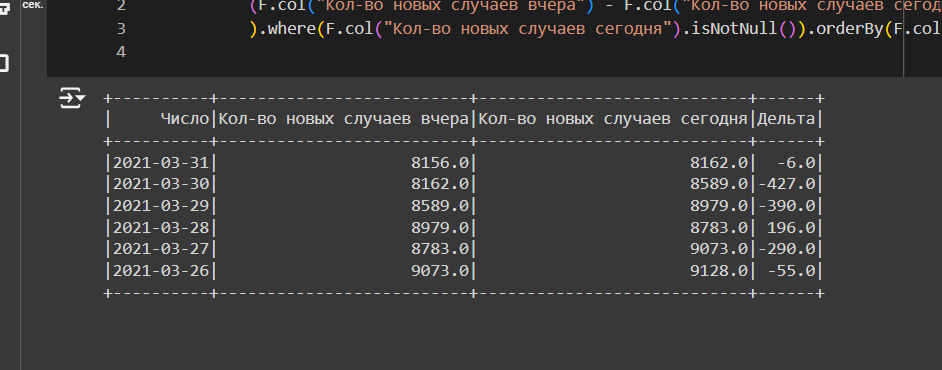 сек.
2 (F.col("Кол-во новых случаев вчера") - F.col("Кол-во новых случаев сегод
3 ).where(F.col("Кол-во новых случаев сегодня").isNotNull()).orderBy(F.col
4
+----------+--------------------------+----------------------------+------+
|     Число|Кол-во новых случаев вчера|Кол-во новых случаев сегодня|Дельта|
+----------+--------------------------+----------------------------+------+
|2021-03-31|                    8156.0|                      8162.0|  -6.0|
|2021-03-30|                    8162.0|                      8589.0|-427.0|
|2021-03-29|                    8589.0|                      8979.0|-390.0|
|2021-03-28|                    8979.0|                      8783.0| 196.0|
|2021-03-27|                    8783.0|                      9073.0|-290.0|
|2021-03-26|                    9073.0|                      9128.0| -55.0|
+----------+--------------------------+----------------------------+------+